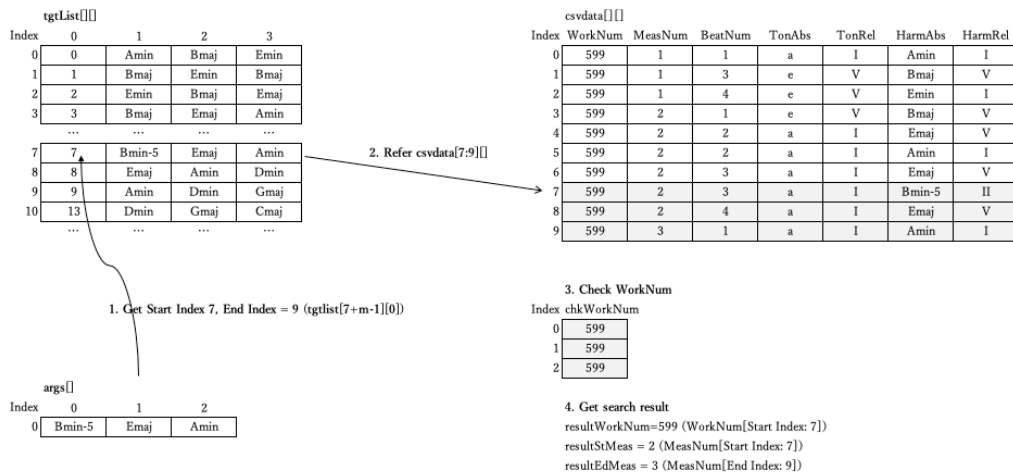 tgtList[][]
Index 0 1 2 3
0 0 Amin Bmaj Emin
1 1 Bmaj Emin Bmaj
2 2 Emin Bmaj Emaj
3 3 Bmaj Emaj Amin
... ... ... ...
7 7 Bmin-5 Emaj Amin
8 8 Emaj Amin Dmin
9 9 Amin Dmin Gmaj
10 13 Dmin Gmaj Cmaj
... ... ... ...
1. Get Start Index 7, End Index = 9 (tgtlist[7+m-1][0])
args[]
Index 0 1 2
0 Bmin-5 Emaj Amin
2. Refer csvdata[7:9][]
csvdata[][]
Index WorkNum MeasNum BeatNum TonAbs TonRel HarmAbs HarmRel
0 599 1 1 a I Amin I
1 599 1 3 e V Bmaj V
2 599 1 4 e V Emin I
3 599 2 1 e V Bmaj V
4 599 2 2 a I Emaj V
5 599 2 2 a I Amin I
6 599 2 3 a I Emaj V
7 599 2 3 a I Bmin-5 II
8 599 2 4 a I Emaj V
9 599 3 1 a I Amin I
3. Check WorkNum
Index chkWorkNum
0 599
1 599
2 599
4. Get search result
resultWorkNum=599 (WorkNum[Start Index: 7])
resultStMeas = 2 (MeasNum[Start Index: 7])
resultEdMeas = 3 (MeasNum[End Index: 9])